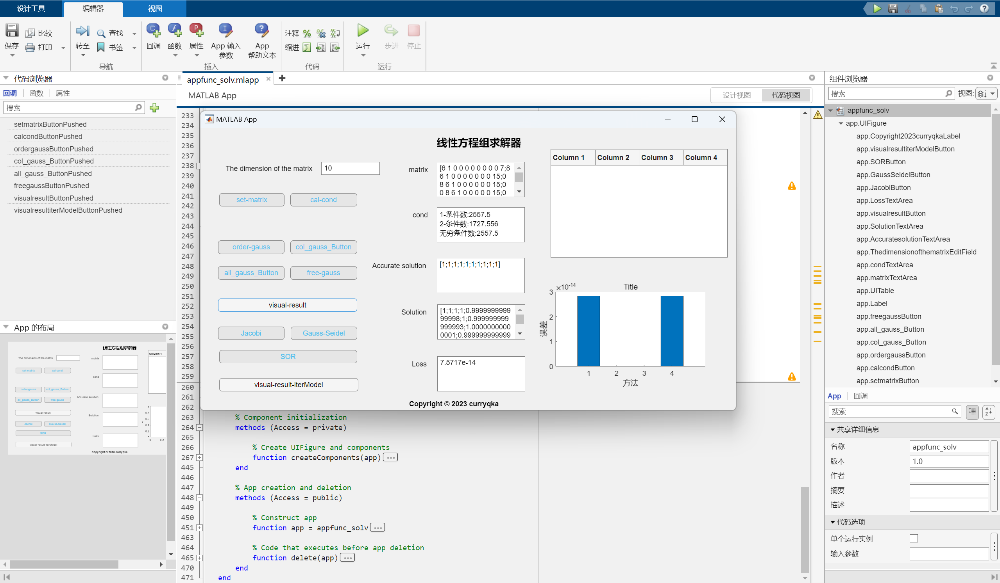 设计工具 编辑器 视图
保存 比较 打印 转至 查找 书签 导航
回调 函数 属性 App 输入参数 App 帮助文本 插入
注释 缩进 代码
运行 步进 停止 运行
代码浏览器
回调 函数 属性
搜索
setmatrixButtonPushed
calcondButtonPushed
ordergaussButtonPushed
col_gauss_ButtonPushed
all_gauss_ButtonPushed
freegaussButtonPushed
visualresultButtonPushed
visualresultiterModelButtonPushed
App 的布局
线性方程组求解器
The dimension of the matrix
matrix
Column 1
set-matrix cal-cond
cond
order-gauss col_gauss_Button
Accurate solution
all_gauss_Button free-gauss
visual-result
Solution
Jacobi Gauss-Seidel
SOR
Loss
visual-result-iterModel
Copyright © 2023 curryqka
1
0.8
0.6
0.4
0.2
0
Y
0 0.2
appfunc_solv.mlapp
MATLAB App
设计视图 代码视图
233
234
235
236
237
238
239
240
241
242
243
244
245
246
247
248
249
250
251
252
253
254
255
256
257
258
259
260
261
262
MATLAB App
线性方程组求解器
The dimension of the matrix 10
set-matrix cal-cond
order-gauss col_gauss_Button
all_gauss_Button free-gauss
visual-result
Jacobi Gauss-Seidel
SOR
visual-result-iterModel
matrix
[6 1 0 0 0 0 0 0 0 0 7;8
6 1 0 0 0 0 0 0 0 15;0
8 6 1 0 0 0 0 0 0 15;0
0 8 6 1 0 0 0 0 0 15;0
cond
1-条件数:2557.5
2-条件数:1727.556
无穷条件数:2557.5
Accurate solution
[1;1;1;1;1;1;1;1;1;1]
Solution
[1;1;1;1;0.9999999999
99998;1;0.999999999
999993;1.0000000000
0001;0.999999999999
Loss
7.5717e-14
Column 1 Column 2 Column 3 Column 4
×10-14
Title
3
2
1
0
误差
1 2 3 4
方法
Copyright © 2023 curryqka
263 % Component initialization
264 methods (Access = private)
265
266 % Create UIFigure and components
267 function createComponents(app) ...
445 end
446
447 % App creation and deletion
448 methods (Access = public)
449
450 % Construct app
451 function app = appfunc_solv ...
463
464 % Code that executes before app deletion
465 function delete(app) ...
470 end
471 end
组件浏览器
搜索 视图:
appfunc_solv
app.UIFigure
app.Copyright2023curryqkaLabel
app.visualresultiterModelButton
app.SORButton
app.GaussSeidelButton
app.JacobiButton
app.LossTextArea
app.visualresultButton
app.SolutionTextArea
app.AccuratesolutionTextArea
app.ThedimensionofthematrixEditField
app.condTextArea
app.matrixTextArea
app.UITable
app.Label
app.freegaussButton
app.all_gauss_Button
app.col_gauss_Button
app.ordergaussButton
app.calcondButton
app.setmatrixButton
App 回调
搜索
共享详细信息
名称 appfunc_solv
版本 1.0
作者
摘要
描述
代码选项
单个运行实例
输入参数